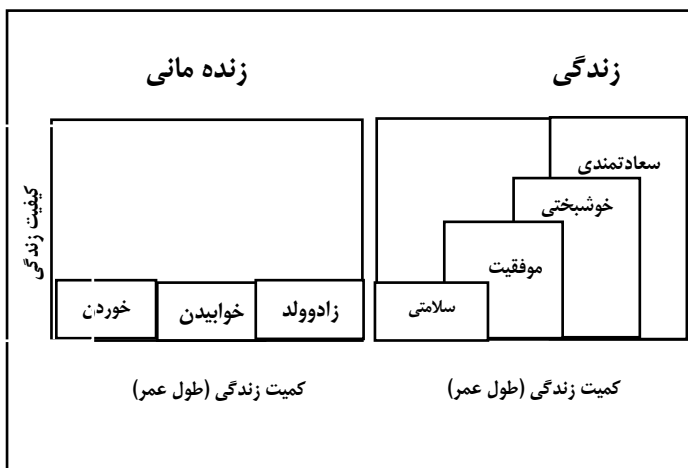 زندگی
زنده مانی
سعادتمندی
خوشبختی
موفقیت
سلامتی
زادوولد
خوابیدن
خوردن
کیفیت زندگی
کمیت زندگی (طول عمر)
کمیت زندگی (طول عمر)